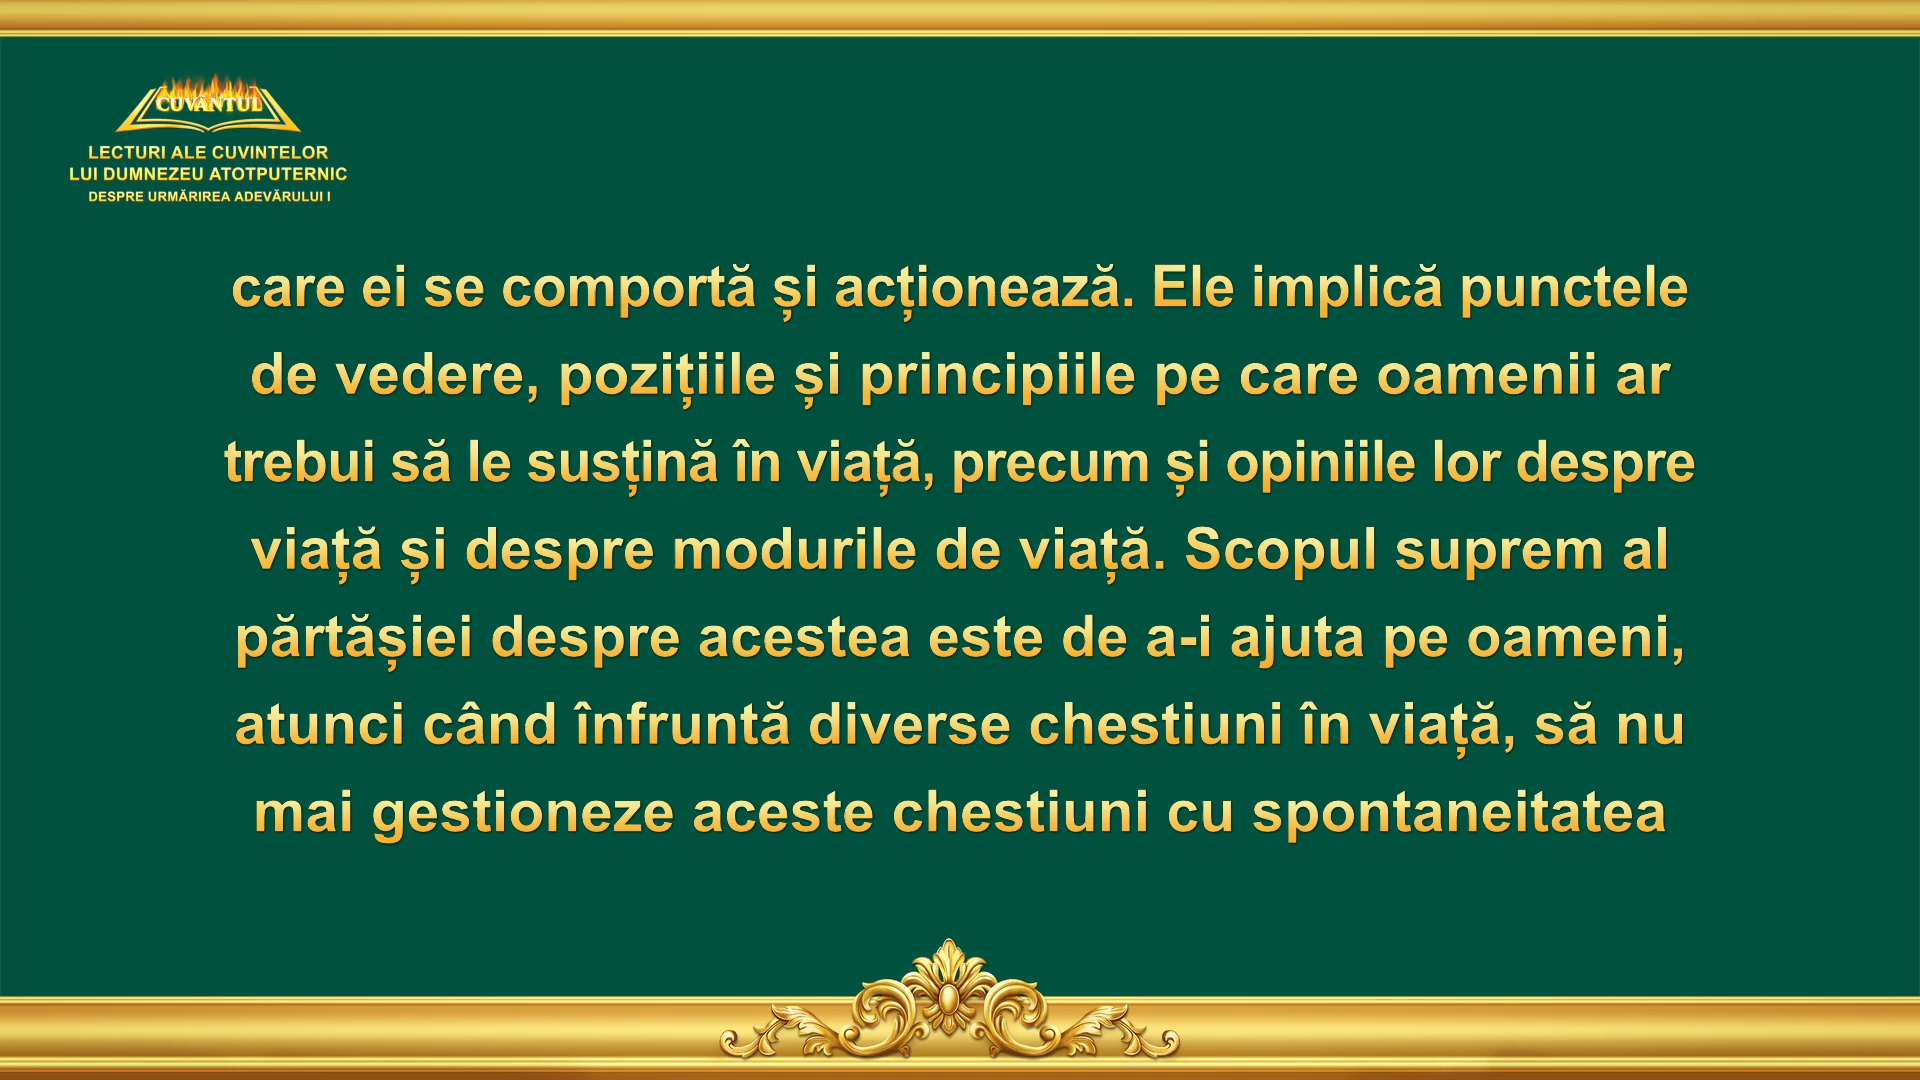 CUVÂNTUL
LECTURI ALE CUVINTELOR
LUI DUMNEZEU ATOTPUTERNIC
DESPRE URMĂRIREA ADEVĂRULUI I
care ei se comportă și acționează. Ele implică punctele
de vedere, pozițiile și principiile pe care oamenii ar
trebui să le susțină în viață, precum și opiniile lor despre
viață și despre modurile de viață. Scopul suprem al
părtășiei despre acestea este de a-i ajuta pe oameni,
atunci când înfruntă diverse chestiuni în viață, să nu
mai gestioneze aceste chestiuni cu spontaneitatea